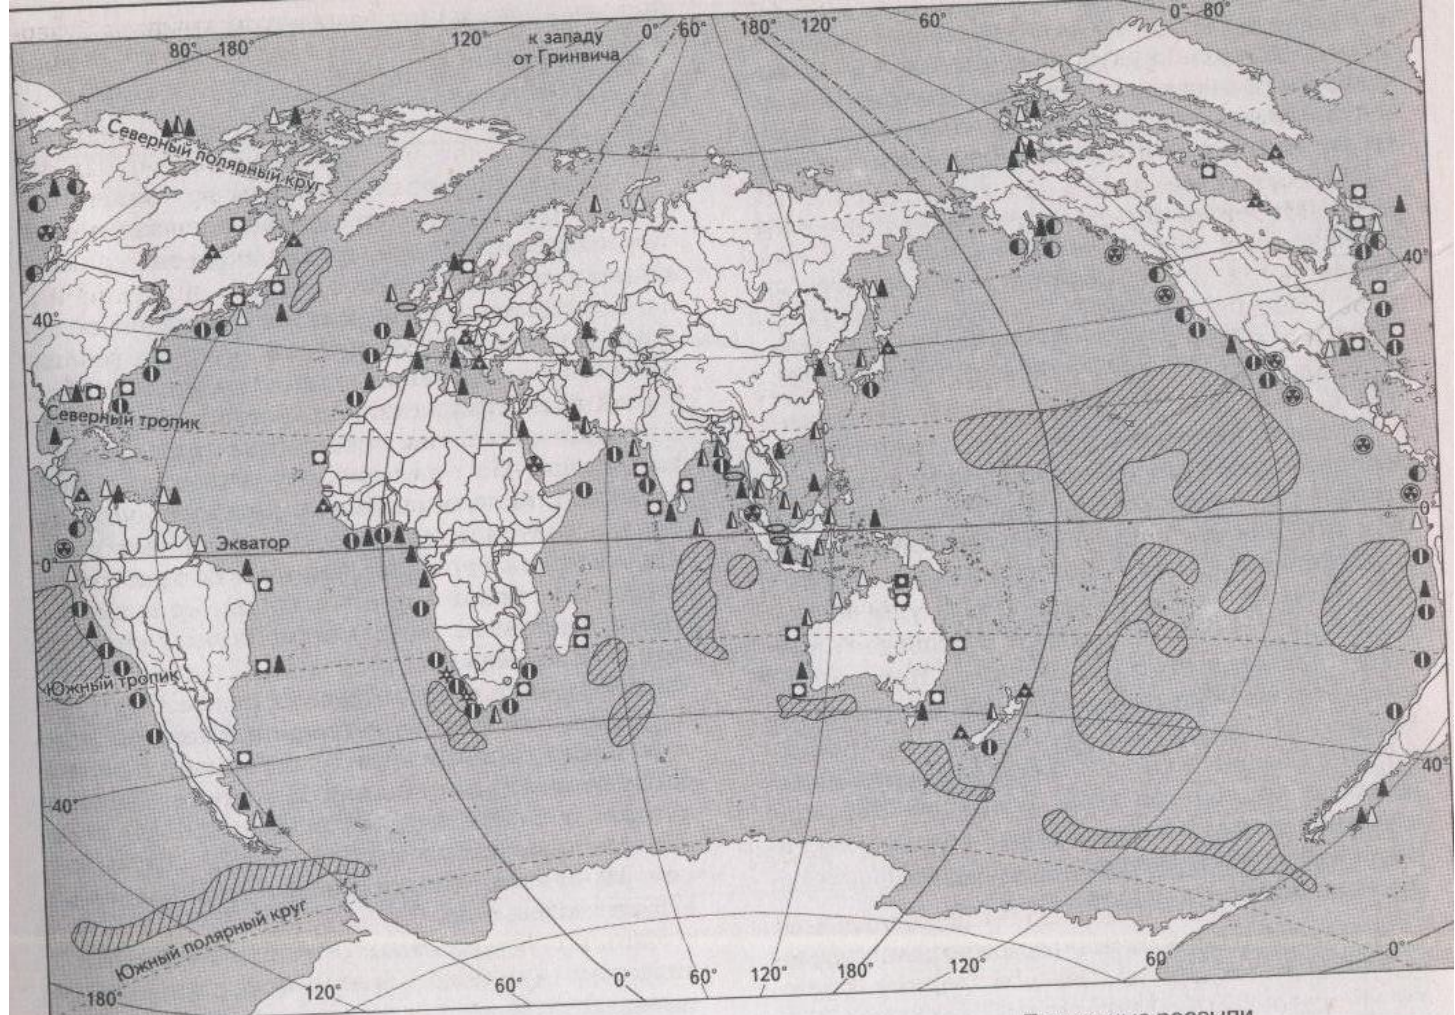 80° 180° 120° к западу 0° 60° 180° 120° 60° 0° 80°
от Гринвича
Северный полярный круг
40° 40°
Северный тропик
Экватор
0° 0°
Южный тропик
40° 40°
Южный полярный круг
180° 120° 60° 0° 60° 120° 180° 120° 60° 0°
россыпи